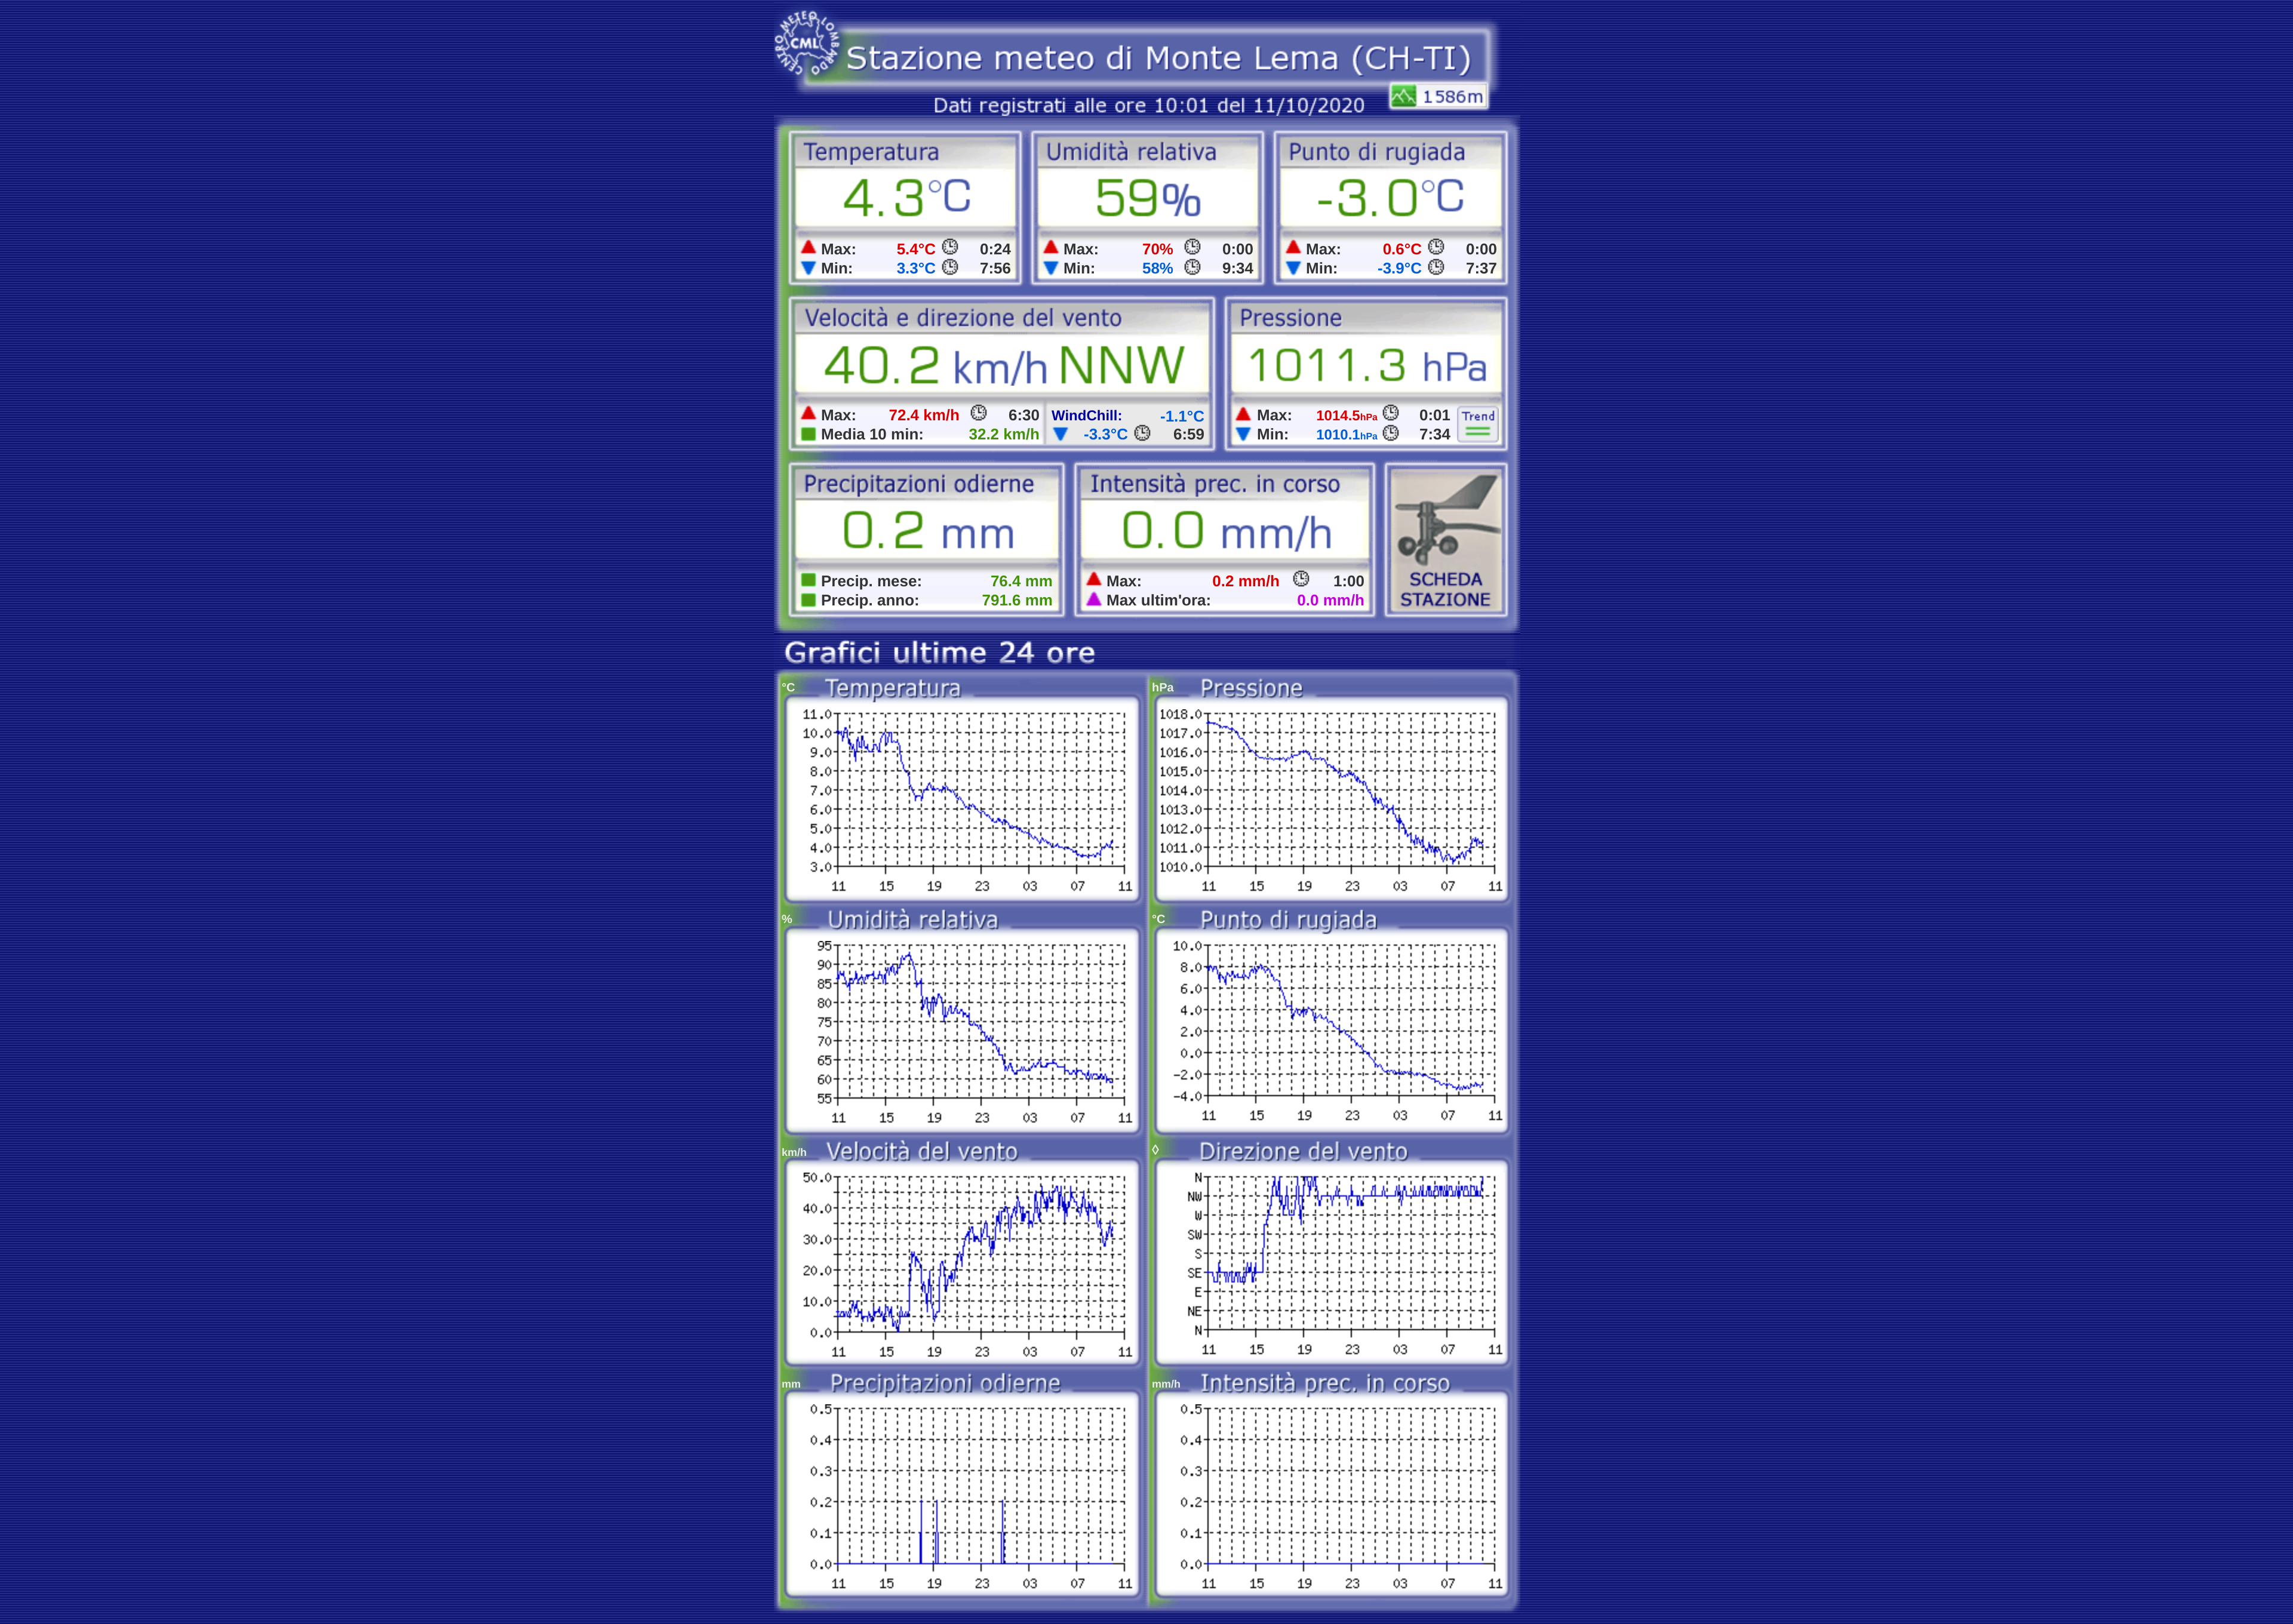 CENTRO METEO LOMBARDO
CML
Stazione meteo di Monte Lema (CH-TI)
Dati registrati alle ore 10:01 del 11/10/2020
1586m
Temperatura
4.3°C
Max: 5.4°C 0:24
Min: 3.3°C 7:56
Umidità relativa
59%
Max: 70% 0:00
Min: 58% 9:34
Punto di rugiada
-3.0°C
Max: 0.6°C 0:00
Min: -3.9°C 7:37
Velocità e direzione del vento
40.2 km/h NNW
Max: 72.4 km/h 6:30
Media 10 min: 32.2 km/h
WindChill: -1.1°C
-3.3°C 6:59
Pressione
1011.3 hPa
Max: 1014.5hPa 0:01
Min: 1010.1hPa 7:34
Trend
Precipitazioni odierne
0.2 mm
Precip. mese: 76.4 mm
Precip. anno: 791.6 mm
Intensità prec. in corso
0.0 mm/h
Max: 0.2 mm/h 1:00
Max ultim'ora: 0.0 mm/h
SCHEDA
STAZIONE
Grafici ultime 24 ore
°C Temperatura
11.0
10.0
9.0
8.0
7.0
6.0
5.0
4.0
3.0
11 15 19 23 03 07 11
hPa Pressione
1018.0
1017.0
1016.0
1015.0
1014.0
1013.0
1012.0
1011.0
1010.0
11 15 19 23 03 07 11
% Umidità relativa
95
90
85
80
75
70
65
60
55
11 15 19 23 03 07 11
°C Punto di rugiada
10.0
8.0
6.0
4.0
2.0
0.0
-2.0
-4.0
11 15 19 23 03 07 11
km/h Velocità del vento
50.0
40.0
30.0
20.0
10.0
0.0
11 15 19 23 03 07 11
◊ Direzione del vento
N
NW
W
SW
S
SE
E
NE
N
11 15 19 23 03 07 11
mm Precipitazioni odierne
0.5
0.4
0.3
0.2
0.1
0.0
11 15 19 23 03 07 11
mm/h Intensità prec. in corso
0.5
0.4
0.3
0.2
0.1
0.0
11 15 19 23 03 07 11